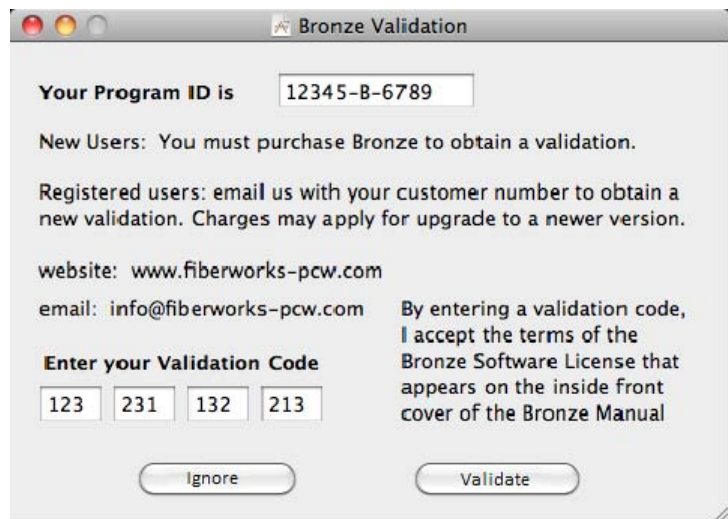 Bronze Validation
Your Program ID is 12345-B-6789
New Users: You must purchase Bronze to obtain a validation.
Registered users: email us with your customer number to obtain a
new validation. Charges may apply for upgrade to a newer version.
website: www.fiberworks-pcw.com
email: info@fiberworks-pcw.com
By entering a validation code,
I accept the terms of the
Bronze Software License that
appears on the inside front
cover of the Bronze Manual
Enter your Validation Code
123 231 132 213
Ignore
Validate